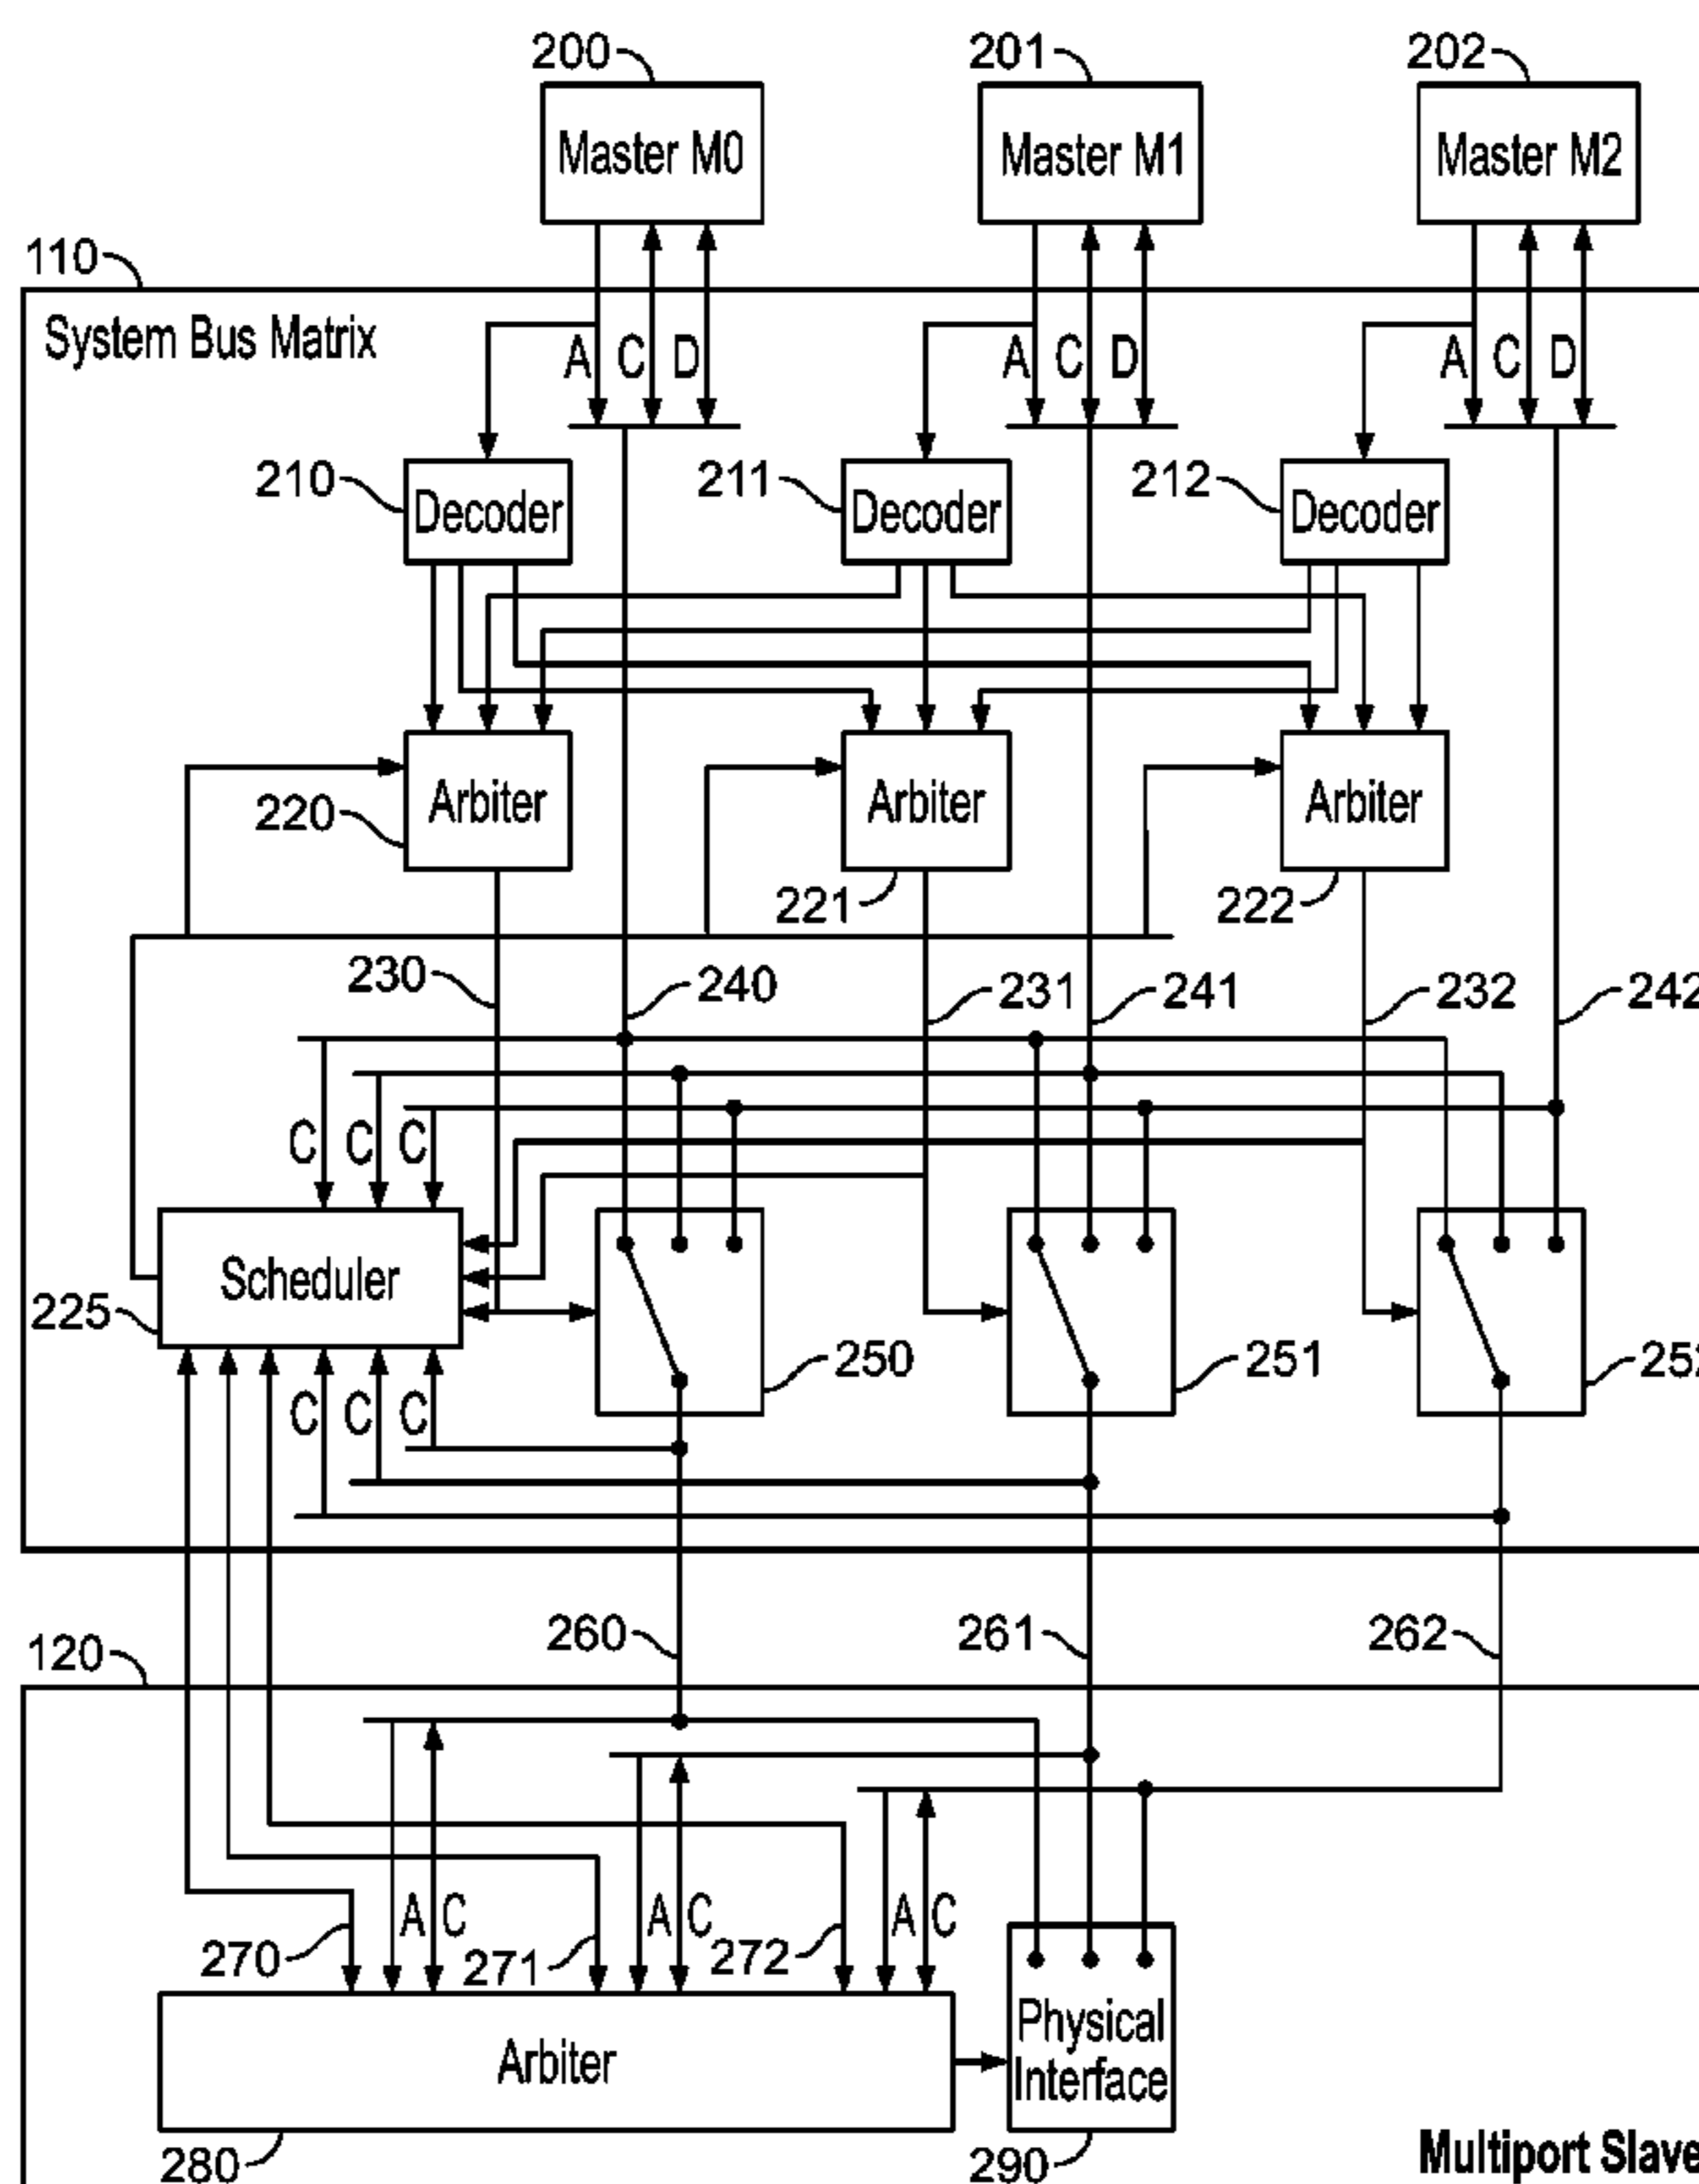 200 201 202
Master M0 Master M1 Master M2
110
System Bus Matrix
A C D A C D A C D
210 Decoder 211 Decoder 212 Decoder
Arbiter Arbiter Arbiter
220
221 222
230 240 231 241 232 242
C C C
Scheduler
225
250 251 252
C C C
260 261 262
120
A C A C A C
270 271 272
Physical
Interface
Arbiter
280 290
Multiport Slave